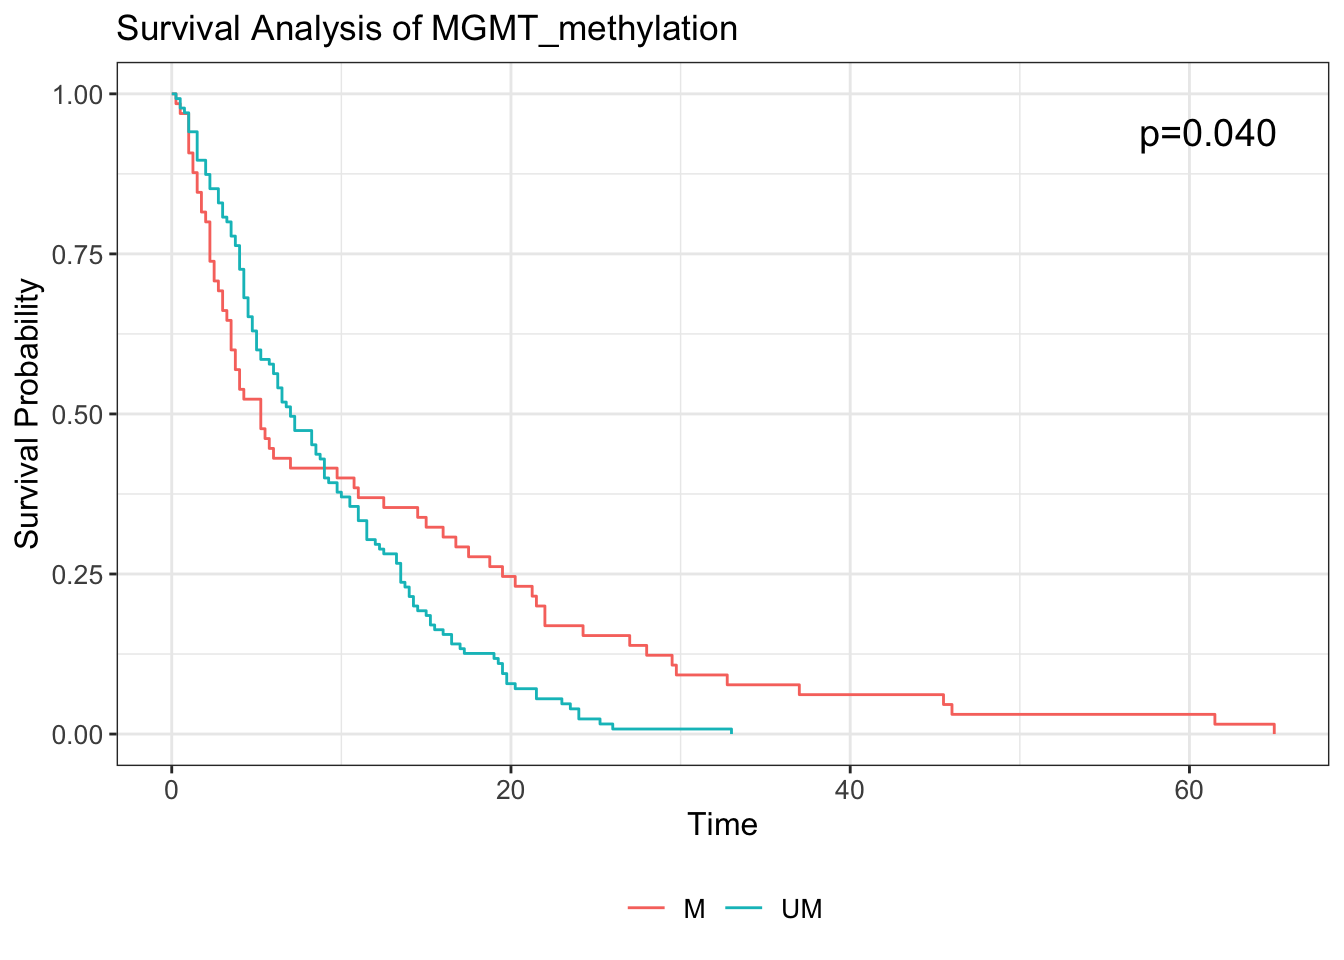 Survival Analysis of MGMT_methylation
p=0.040
Survival Probability
1.00
0.75
0.50
0.25
0.00
0 20 40 60
Time
M UM